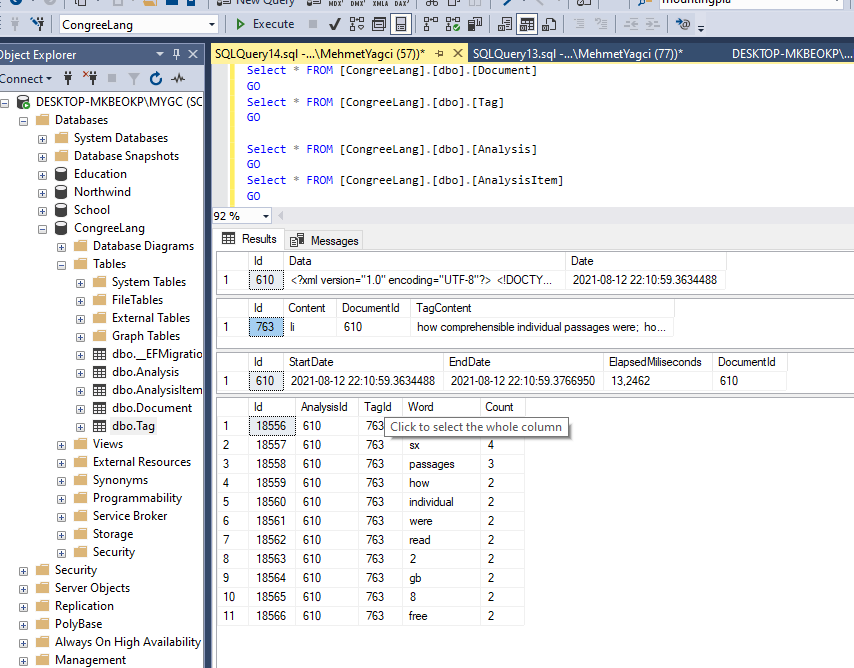 New Query
MDX DMX XMLA DAX
mountingpla
CongreeLang
Execute
Object Explorer
SQLQuery14.sql -...\MehmetYagci (57))*
SQLQuery13.sql -...\MehmetYagci (77))*
DESKTOP-MKBEOKP\...
Connect
DESKTOP-MKBEOKP\MYGC (SC
Databases
System Databases
Database Snapshots
Education
Northwind
School
CongreeLang
Database Diagrams
Tables
System Tables
FileTables
External Tables
Graph Tables
dbo.__EFMigratio
dbo.Analysis
dbo.AnalysisItem
dbo.Document
dbo.Tag
Views
External Resources
Synonyms
Programmability
Service Broker
Storage
Security
Security
Server Objects
Replication
PolyBase
Always On High Availability
Management
Select * FROM [CongreeLang].[dbo].[Document]
GO
Select * FROM [CongreeLang].[dbo].[Tag]
GO
Select * FROM [CongreeLang].[dbo].[Analysis]
GO
Select * FROM [CongreeLang].[dbo].[AnalysisItem]
GO
92 %
Results Messages
Id Data Date
1 610 <?xml version="1.0" encoding="UTF-8"?> <!DOCTY... 2021-08-12 22:10:59.3634488
Id Content DocumentId TagContent
1 763 li 610 how comprehensible individual passages were; ho...
Id StartDate EndDate ElapsedMiliseconds DocumentId
1 610 2021-08-12 22:10:59.3634488 2021-08-12 22:10:59.3766950 13,2462 610
Id AnalysisId TagId Word Count
1 18556 610 763
Click to select the whole column
2 18557 610 763 sx 4
3 18558 610 763 passages 3
4 18559 610 763 how 2
5 18560 610 763 individual 2
6 18561 610 763 were 2
7 18562 610 763 read 2
8 18563 610 763 2 2
9 18564 610 763 gb 2
10 18565 610 763 8 2
11 18566 610 763 free 2